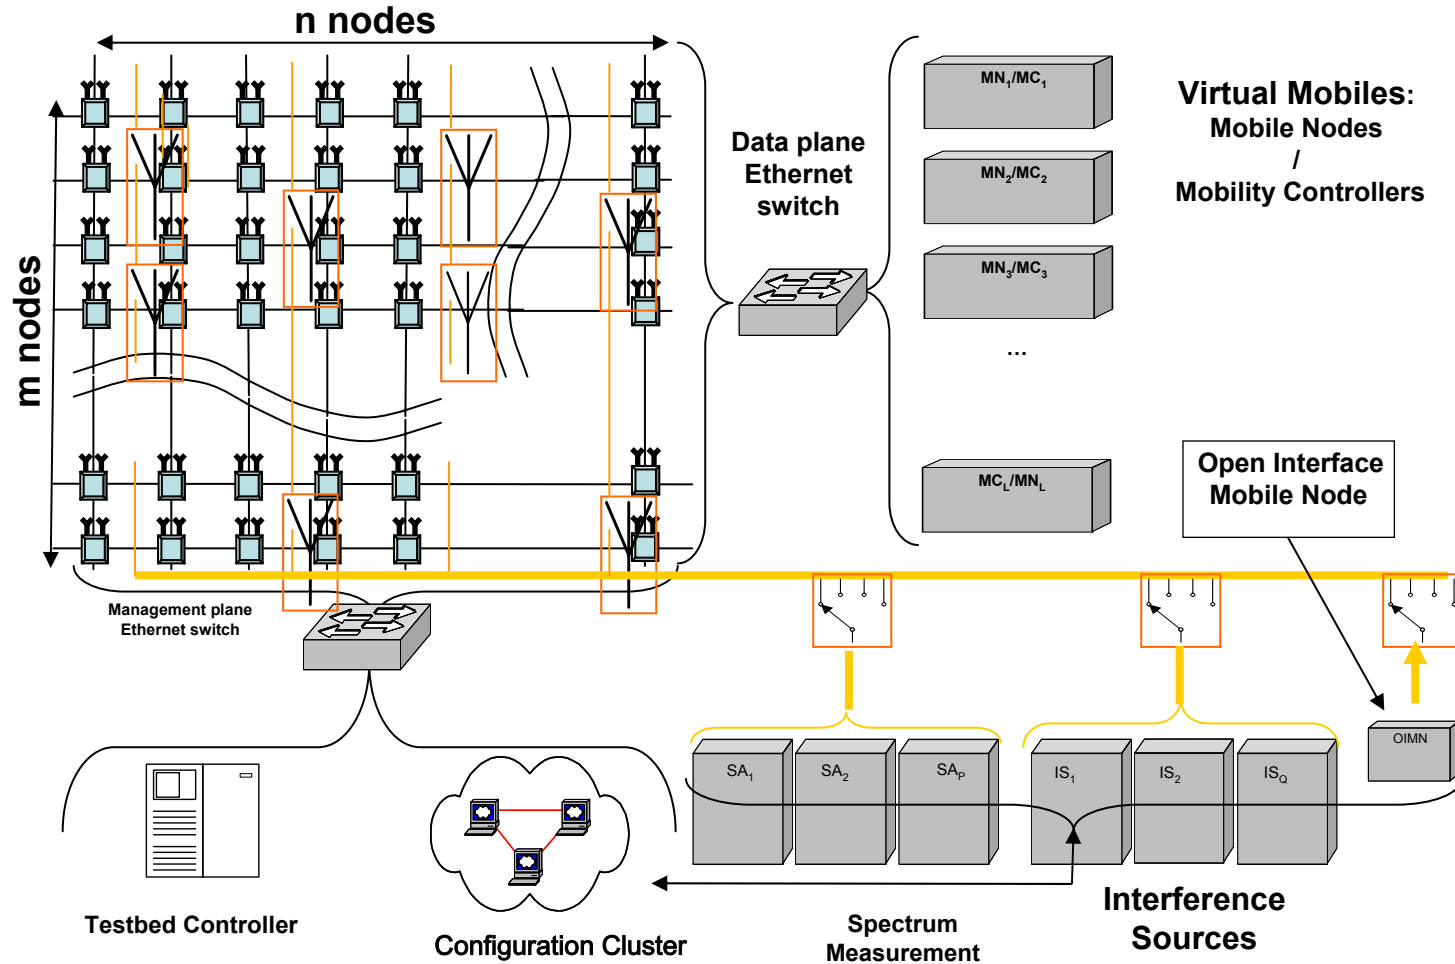 n nodes
m nodes
Data plane
Ethernet
switch
MN1/MC1
MN2/MC2
MN3/MC3
...
MCL/MNL
Virtual Mobiles:
Mobile Nodes
/
Mobility Controllers
Open Interface
Mobile Node
Management plane
Ethernet switch
SA1
SA2
SAP
IS1
IS2
ISQ
OIMN
Testbed Controller
Configuration Cluster
Spectrum
Measurement
Interference
Sources